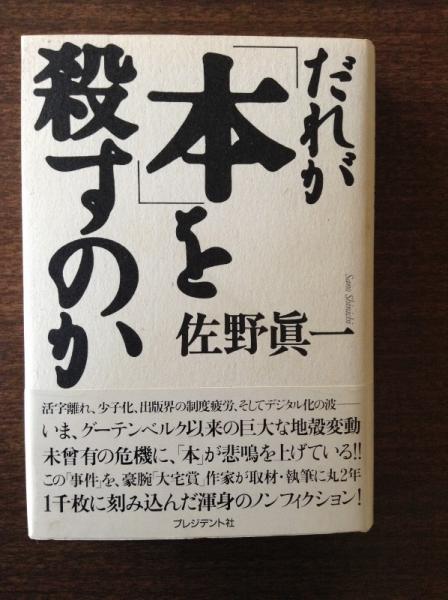 だれが
「本」を
殺すのか
Sano Shinichi
佐野眞一
活字離れ、少子化、出版界の制度疲労、そしてデジタル化の波――
いま、グーテンベルク以来の巨大な地殻変動
未曾有の危機に、「本」が悲鳴を上げている!!
この「事件」を、豪腕「大宅賞」作家が取材・執筆に丸2年
1千枚に刻み込んだ渾身のノンフィクション!
プレジデント社